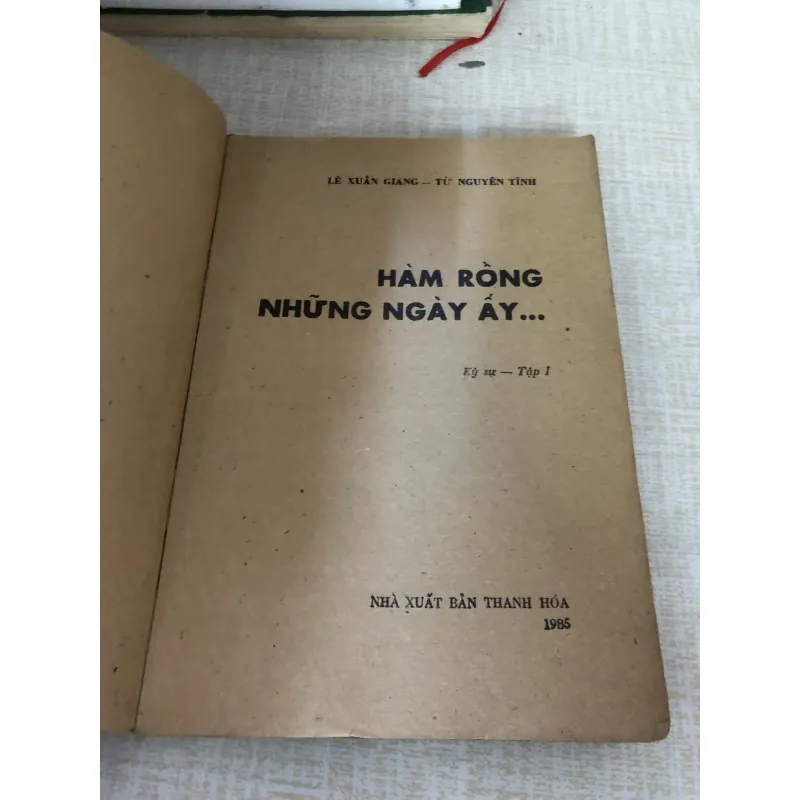 LÊ XUÂN GIANG — TỪ NGUYÊN TĨNH
HÀM RỒNG
NHỮNG NGÀY ẤY...
Ký sự — Tập I
NHÀ XUẤT BẢN THANH HÓA
1985